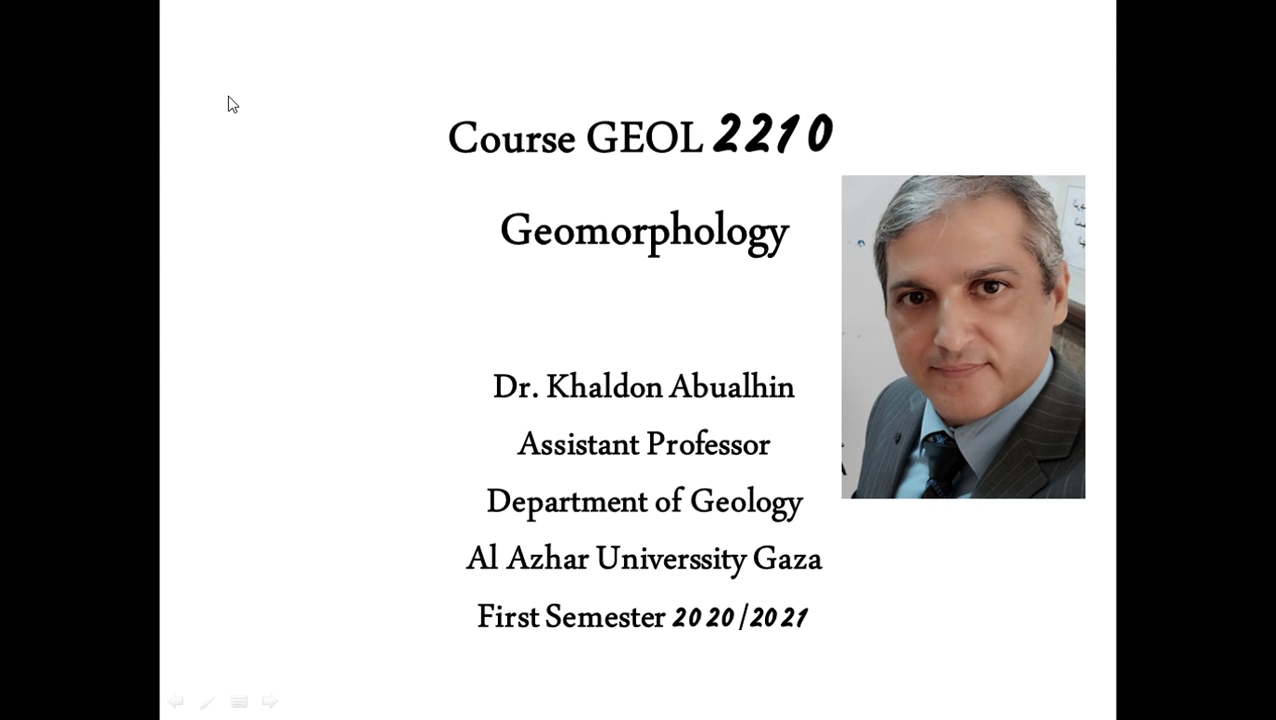 Course GEOL 2210
Geomorphology
Dr. Khaldon Abualhin
Assistant Professor
Department of Geology
Al Azhar Universsity Gaza
First Semester 2020/2021